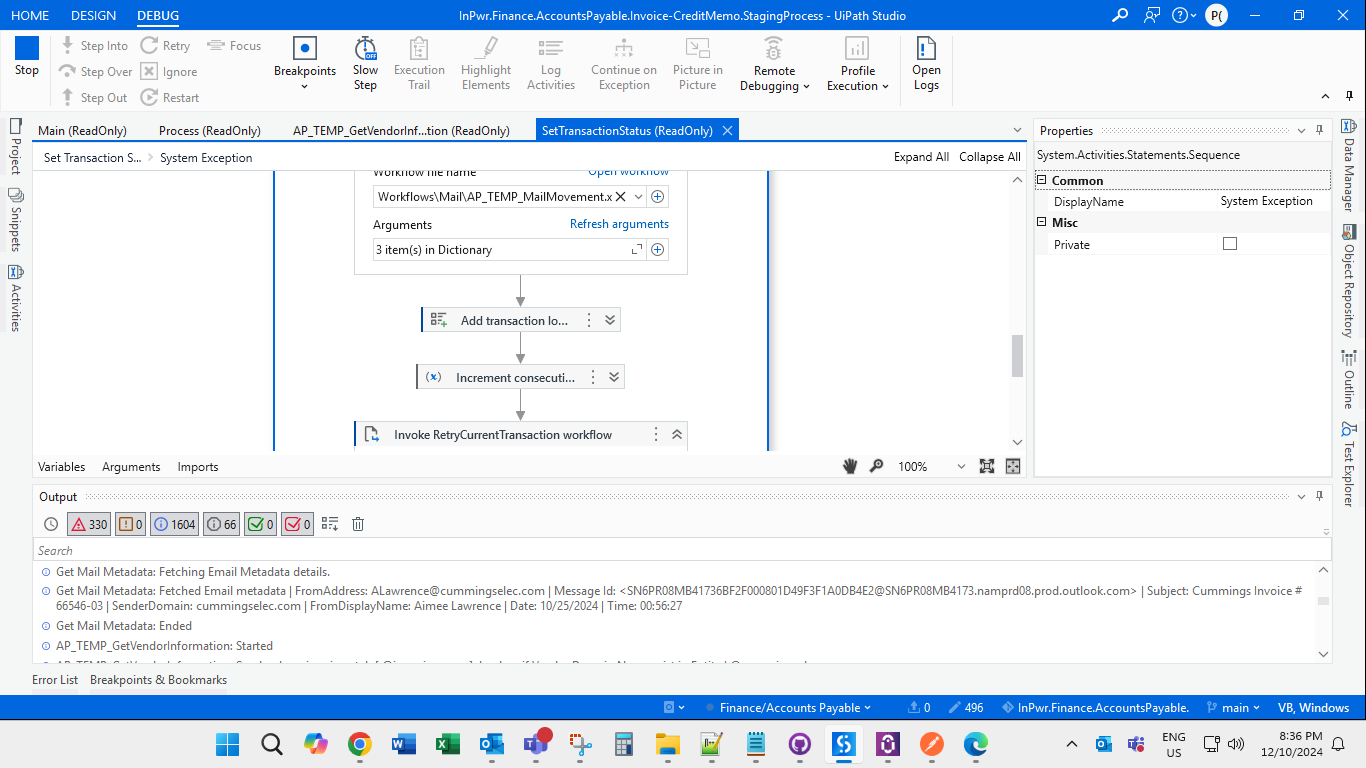 HOME DESIGN DEBUG InPwr.Finance.AccountsPayable.Invoice-CreditMemo.StagingProcess - UiPath Studio P(
Stop
Step Into Retry Focus
Step Over Ignore
Step Out Restart
Breakpoints
Slow Step
Execution Trail
Highlight Elements
Log Activities
Continue on Exception
Picture in Picture
Remote Debugging
Profile Execution
Open Logs
Project
Snippets
Activities
Main (ReadOnly) Process (ReadOnly) AP_TEMP_GetVendorInf...tion (ReadOnly) SetTransactionStatus (ReadOnly)
Set Transaction S... System Exception Expand All Collapse All
Workflow file name Open workflow
Workflows\Mail\AP_TEMP_MailMovement.x
Arguments Refresh arguments
3 item(s) in Dictionary
Add transaction lo...
Increment consecuti...
Invoke RetryCurrentTransaction workflow
Variables Arguments Imports 100%
Properties
System.Activities.Statements.Sequence
Common
DisplayName System Exception
Misc
Private
Data Manager
Object Repository
Outline
Test Explorer
Output
330 0 1604 66 0 0
Search
Get Mail Metadata: Fetching Email Metadata details.
Get Mail Metadata: Fetched Email metadata | FromAddress: ALawrence@cummingselec.com | Message Id: <SN6PR08MB41736BF2F000801D49F3F1A0DB4E2@SN6PR08MB4173.namprd08.prod.outlook.com> | Subject: Cummings Invoice #
66546-03 | SenderDomain: cummingselec.com | FromDisplayName: Aimee Lawrence | Date: 10/25/2024 | Time: 00:56:27
Get Mail Metadata: Ended
AP_TEMP_GetVendorInformation: Started
Error List Breakpoints & Bookmarks
Finance/Accounts Payable 0 496 InPwr.Finance.AccountsPayable. main VB, Windows
ENG
US
8:36 PM
12/10/2024